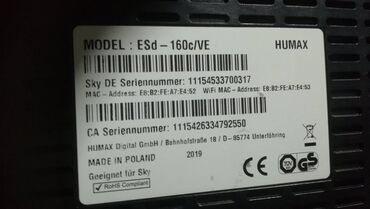 MODEL : ESd - 160c/VE HUMAX
Sky DE Seriennummer: 11154533700317
MAC - Address: E8:B2:FE:A7:E4:52 WiFi MAC - Address: E8:B2:FE:A7:E4:53
CA Seriennummer: 1115426334792550
HUMAX Digital GmbH / Bahnhofstraße 18 / D - 85774 Unterföhring
MADE IN POLAND 2019
Geeignet für Sky
RoHS Compliant
CE
TÜV GS